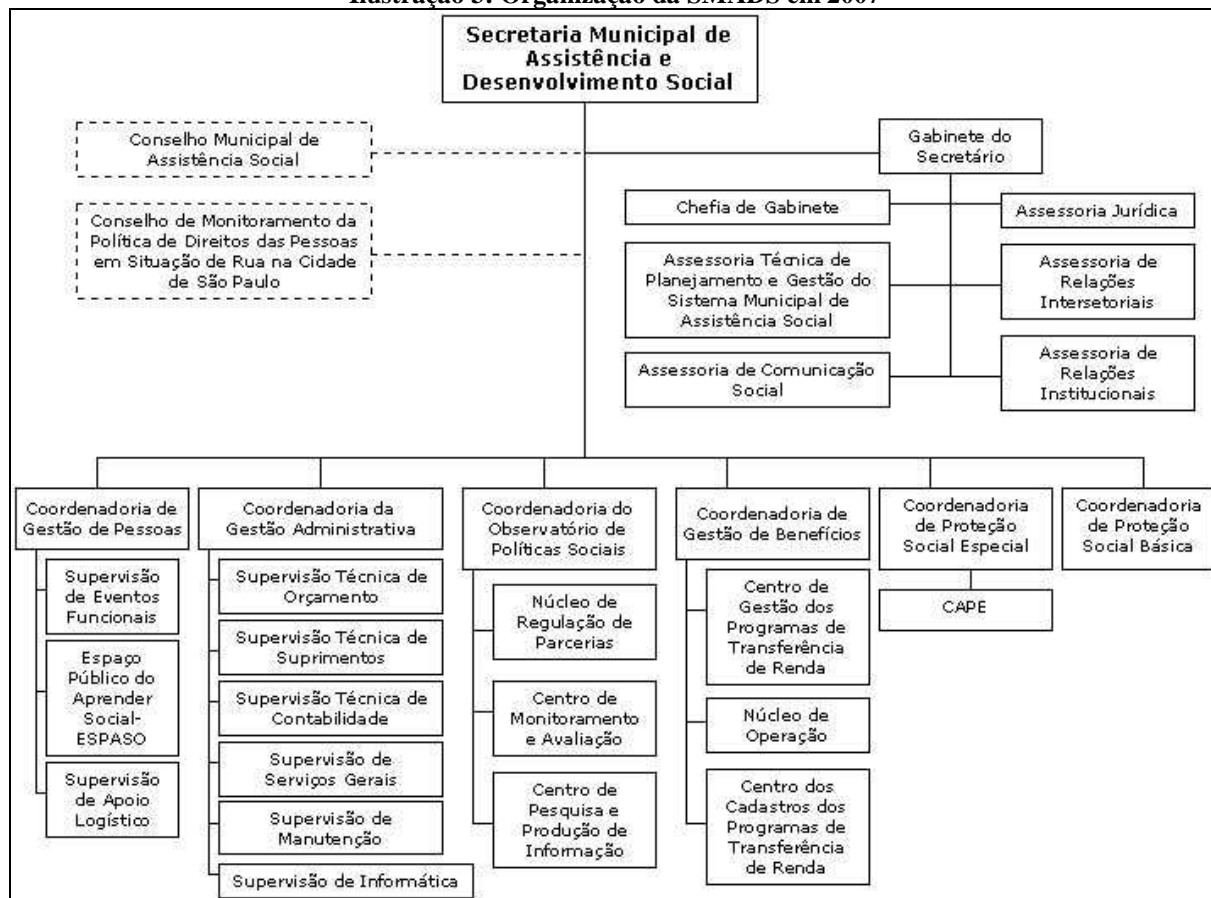 Ilustração 3: Organização da SMADS em 2007
Secretaria Municipal de
Assistência e
Desenvolvimento Social
Conselho Municipal de
Assistência Social
Gabinete do
Secretário
Conselho de Monitoramento da
Política de Direitos das Pessoas
em Situação de Rua na Cidade
de São Paulo
Chefia de Gabinete
Assessoria Jurídica
Assessoria Técnica de
Planejamento e Gestão do
Sistema Municipal de
Assistência Social
Assessoria de
Relações
Intersetoriais
Assessoria de Comunicação
Social
Assessoria de
Relações
Institucionais
Coordenadoria de
Gestão de Pessoas
Supervisão
de Eventos
Funcionais
Espaço
Público do
Aprender
Social-
ESPASO
Supervisão
de Apoio
Logístico
Coordenadoria da
Gestão Administrativa
Supervisão Técnica de
Orçamento
Supervisão Técnica de
Suprimentos
Supervisão Técnica de
Contabilidade
Supervisão de
Serviços Gerais
Supervisão de
Manutenção
Supervisão de Informática
Coordenadoria do
Observatório de
Políticas Sociais
Núcleo de
Regulação de
Parcerias
Centro de
Monitoramento
e Avaliação
Centro de
Pesquisa e
Produção de
Informação
Coordenadoria de
Gestão de Benefícios
Centro de
Gestão dos
Programas de
Transferência
de Renda
Núcleo de
Operação
Centro dos
Cadastros dos
Programas de
Transferência
de Renda
Coordenadoria
de Proteção
Social Especial
CAPE
Coordenadoria
de Proteção
Social Básica